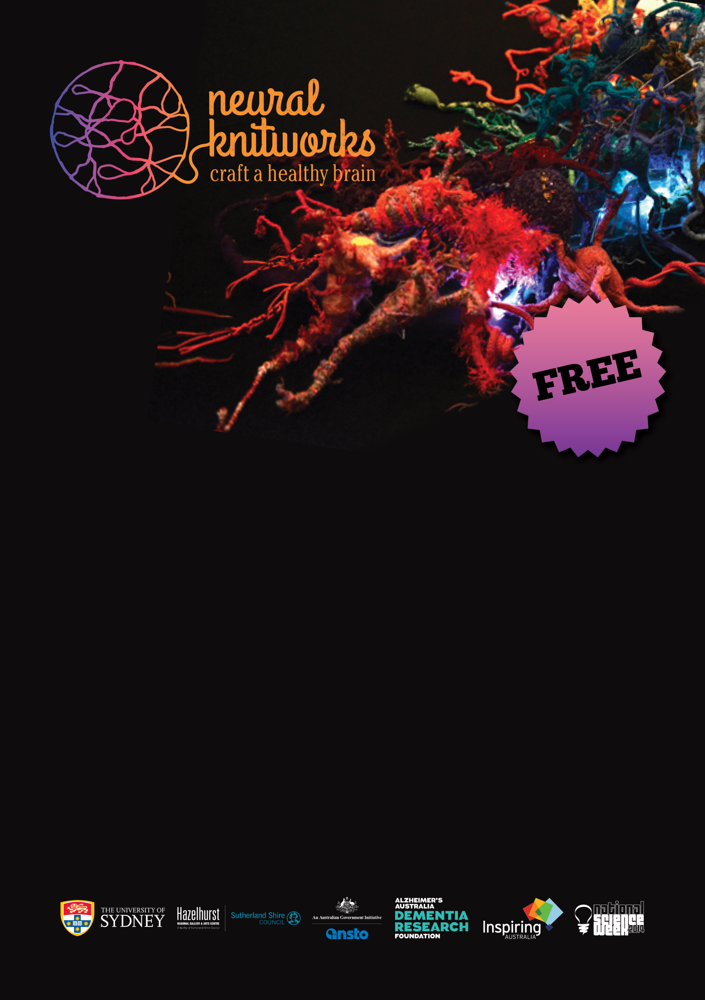 neural
knitworks
craft a healthy brain
FREE
THE UNIVERSITY OF
SYDNEY
Hazelhurst
REGIONAL GALLERY & ARTS CENTRE
A facility of Sutherland Shire Council
Sutherland Shire
COUNCIL
An Australian Government Initiative
ansto
ALZHEIMER'S
AUSTRALIA
DEMENTIA
RESEARCH
FOUNDATION
Inspiring
AUSTRALIA
national
science
week 2014